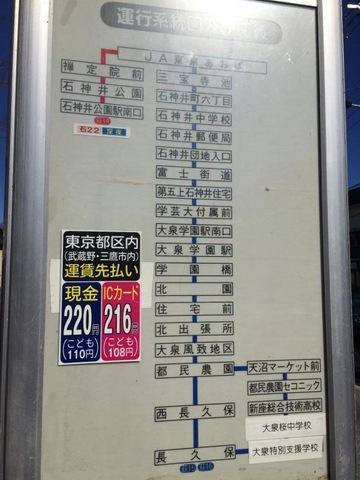 運行系統
ＪＡ東京あおば
禅定院前
石神井公園
石神井公園駅南口
石22 深夜
三宝寺池
石神井町六丁目
石神井中学校
石神井郵便局
石神井団地入口
富士街道
第五上石神井住宅
学芸大付属前
大泉学園駅南口
大泉学園駅
学園橋
北園
住宅前
北出張所
大泉風致地区
都民農園
西長久保
長久保
天沼マーケット前
都民農園セコニック
新座総合技術高校
大泉桜中学校
大泉特別支援学校
東京都区内
(武蔵野・三鷹市内)
運賃先払い
現金
220円
(こども110円)
ICカード
216円
(こども108円)